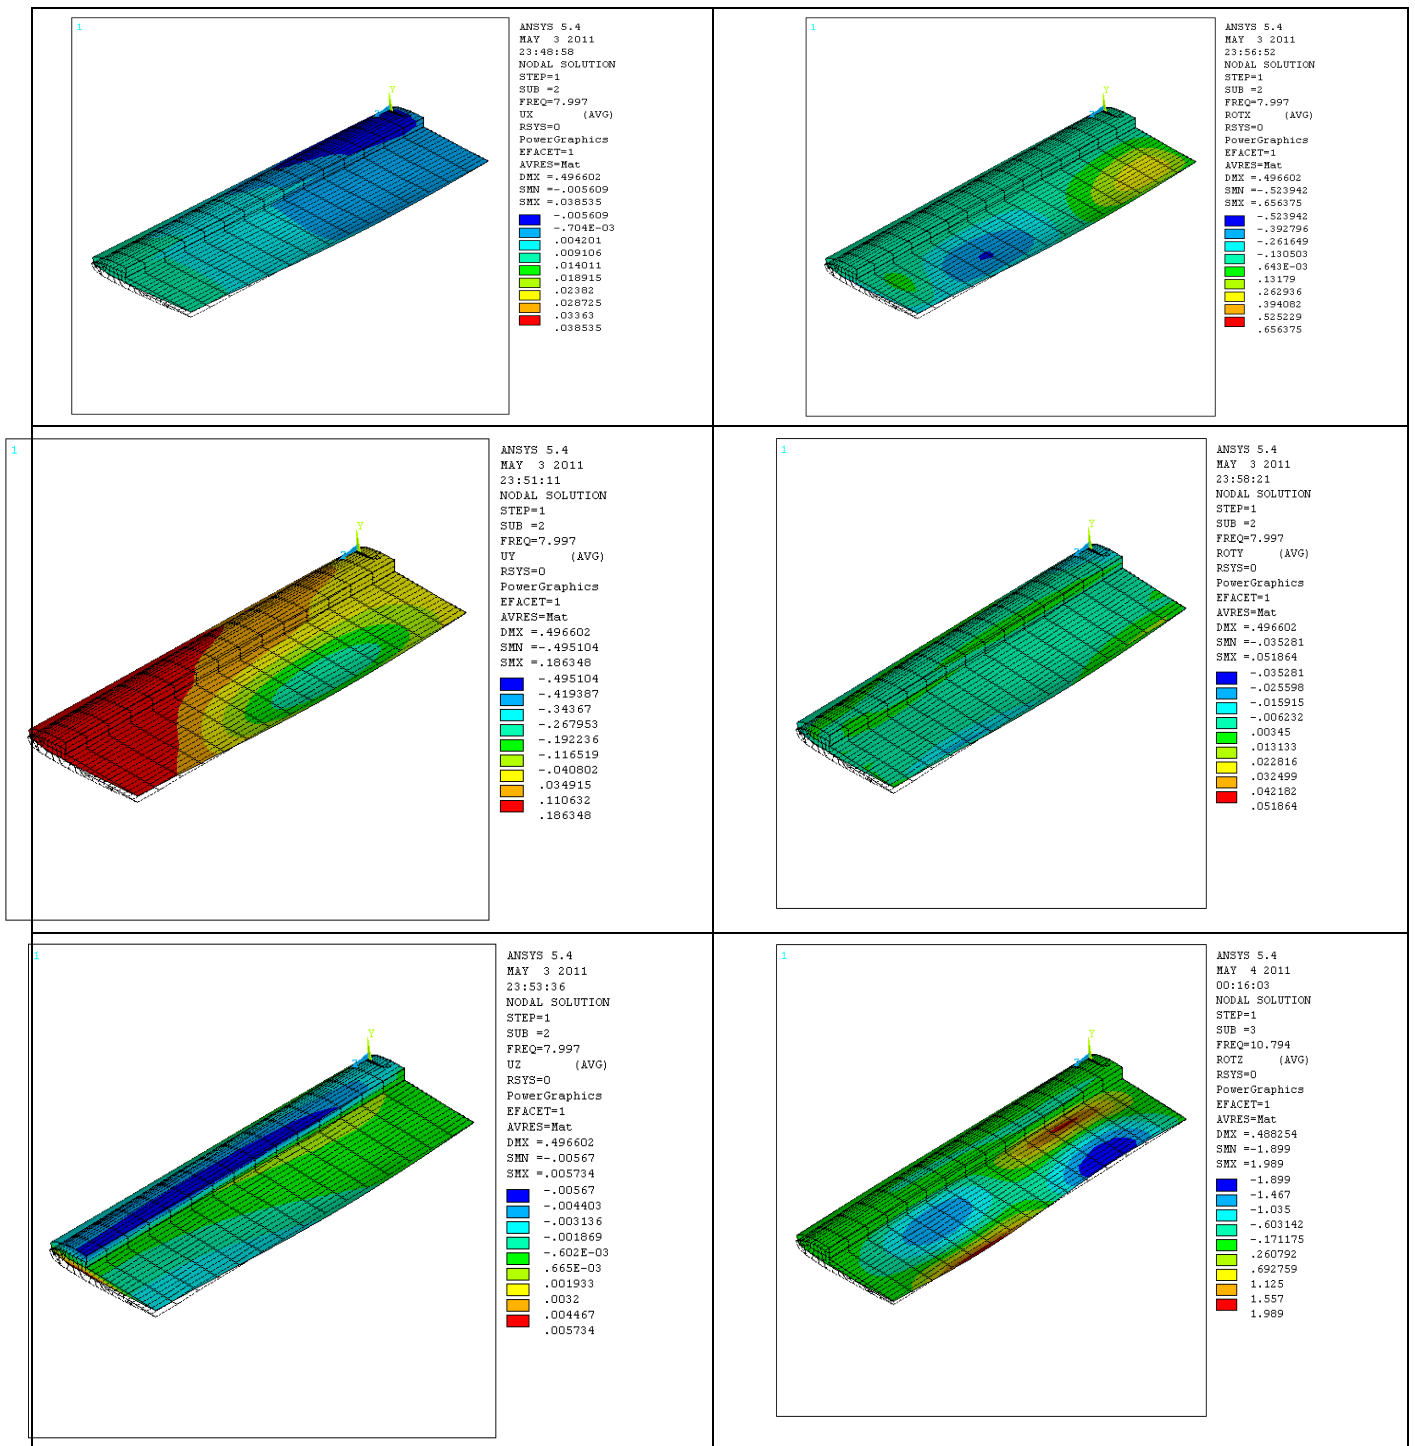 1
ANSYS 5.4
MAY  3 2011
23:48:58
NODAL SOLUTION
STEP=1
SUB =2
FREQ=7.997
UX       (AVG)
RSYS=0
PowerGraphics
EFACET=1
AVRES=Mat
DMX =.496602
SMN =-.005609
SMX =.038535
-.005609
-.704E-03
.004201
.009106
.014011
.018915
.02382
.028725
.03363
.038535
Y
Z
1
ANSYS 5.4
MAY  3 2011
23:56:52
NODAL SOLUTION
STEP=1
SUB =2
FREQ=7.997
ROTX     (AVG)
RSYS=0
PowerGraphics
EFACET=1
AVRES=Mat
DMX =.496602
SMN =-.523942
SMX =.656375
-.523942
-.392796
-.261649
-.130503
.643E-03
.13179
.262936
.394082
.525229
.656375
Y
Z
1
ANSYS 5.4
MAY  3 2011
23:51:11
NODAL SOLUTION
STEP=1
SUB =2
FREQ=7.997
UY       (AVG)
RSYS=0
PowerGraphics
EFACET=1
AVRES=Mat
DMX =.496602
SMN =-.495104
SMX =.186348
-.495104
-.419387
-.34367
-.267953
-.192236
-.116519
-.040802
.034915
.110632
.186348
Y
Z
1
ANSYS 5.4
MAY  3 2011
23:58:21
NODAL SOLUTION
STEP=1
SUB =2
FREQ=7.997
ROTY     (AVG)
RSYS=0
PowerGraphics
EFACET=1
AVRES=Mat
DMX =.496602
SMN =-.035281
SMX =.051864
-.035281
-.025598
-.015915
-.006232
.00345
.013133
.022816
.032499
.042182
.051864
Y
Z
1
ANSYS 5.4
MAY  3 2011
23:53:36
NODAL SOLUTION
STEP=1
SUB =2
FREQ=7.997
UZ       (AVG)
RSYS=0
PowerGraphics
EFACET=1
AVRES=Mat
DMX =.496602
SMN =-.00567
SMX =.005734
-.00567
-.004403
-.003136
-.001869
-.602E-03
.665E-03
.001933
.0032
.004467
.005734
Y
Z
1
ANSYS 5.4
MAY  4 2011
00:16:03
NODAL SOLUTION
STEP=1
SUB =3
FREQ=10.794
ROTZ     (AVG)
RSYS=0
PowerGraphics
EFACET=1
AVRES=Mat
DMX =.488254
SMN =-1.899
SMX =1.989
-1.899
-1.467
-1.035
-.603142
-.171175
.260792
.692759
1.125
1.557
1.989
Y
Z